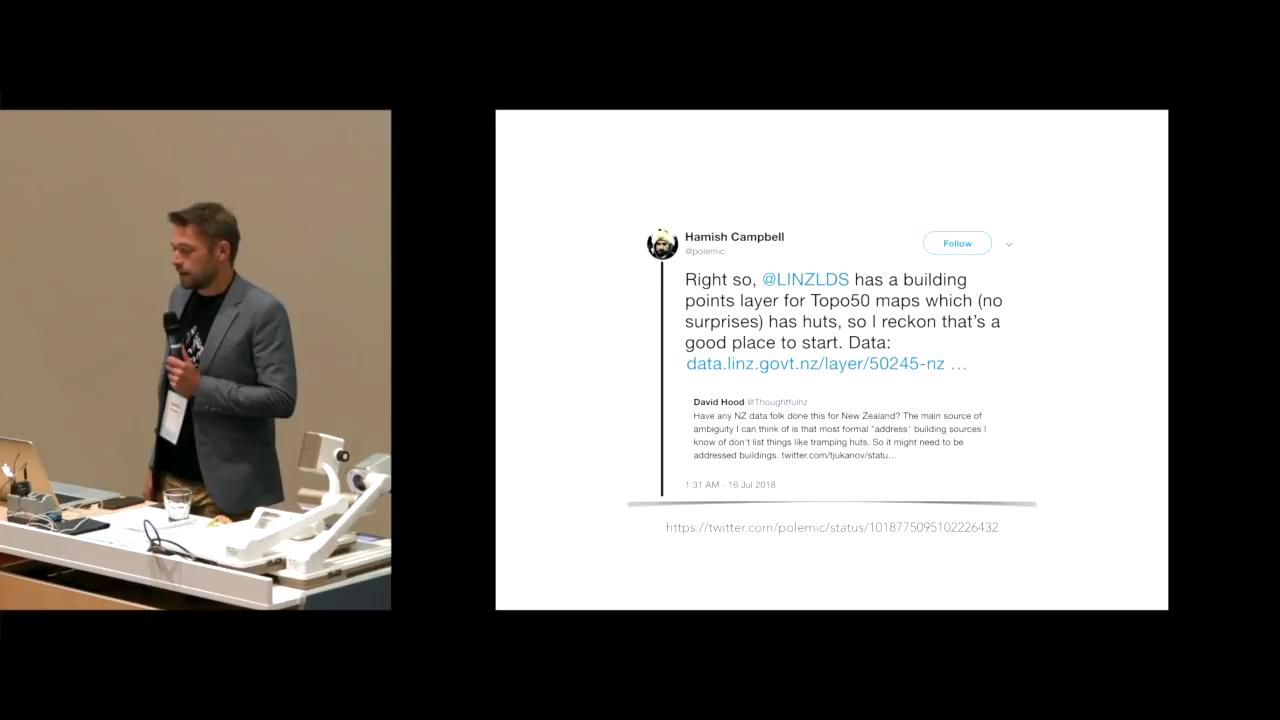 Hamish Campbell
@polemic
Follow
Right so, @LINZLDS has a building
points layer for Topo50 maps which (no
surprises) has huts, so I reckon that's a
good place to start. Data:
data.linz.govt.nz/layer/50245-nz …
David Hood @Thoughtfulnz
Have any NZ data folk done this for New Zealand? The main source of
ambiguity I can think of is that most formal "address" building sources I
know of don't list things like tramping huts. So it might need to be
addressed buildings. twitter.com/tjukanov/statu…
1:31 AM - 16 Jul 2018
https://twitter.com/polemic/status/1018775095102226432